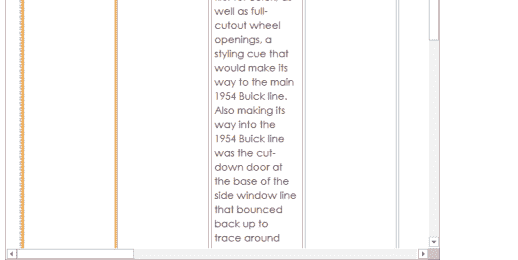 well as full-
cutout wheel
openings, a
styling cue that
would make its
way to the main
1954 Buick line.
Also making its
way into the
1954 Buick line
was the cut-
down door at
the base of the
side window line
that bounced
back up to
trace around